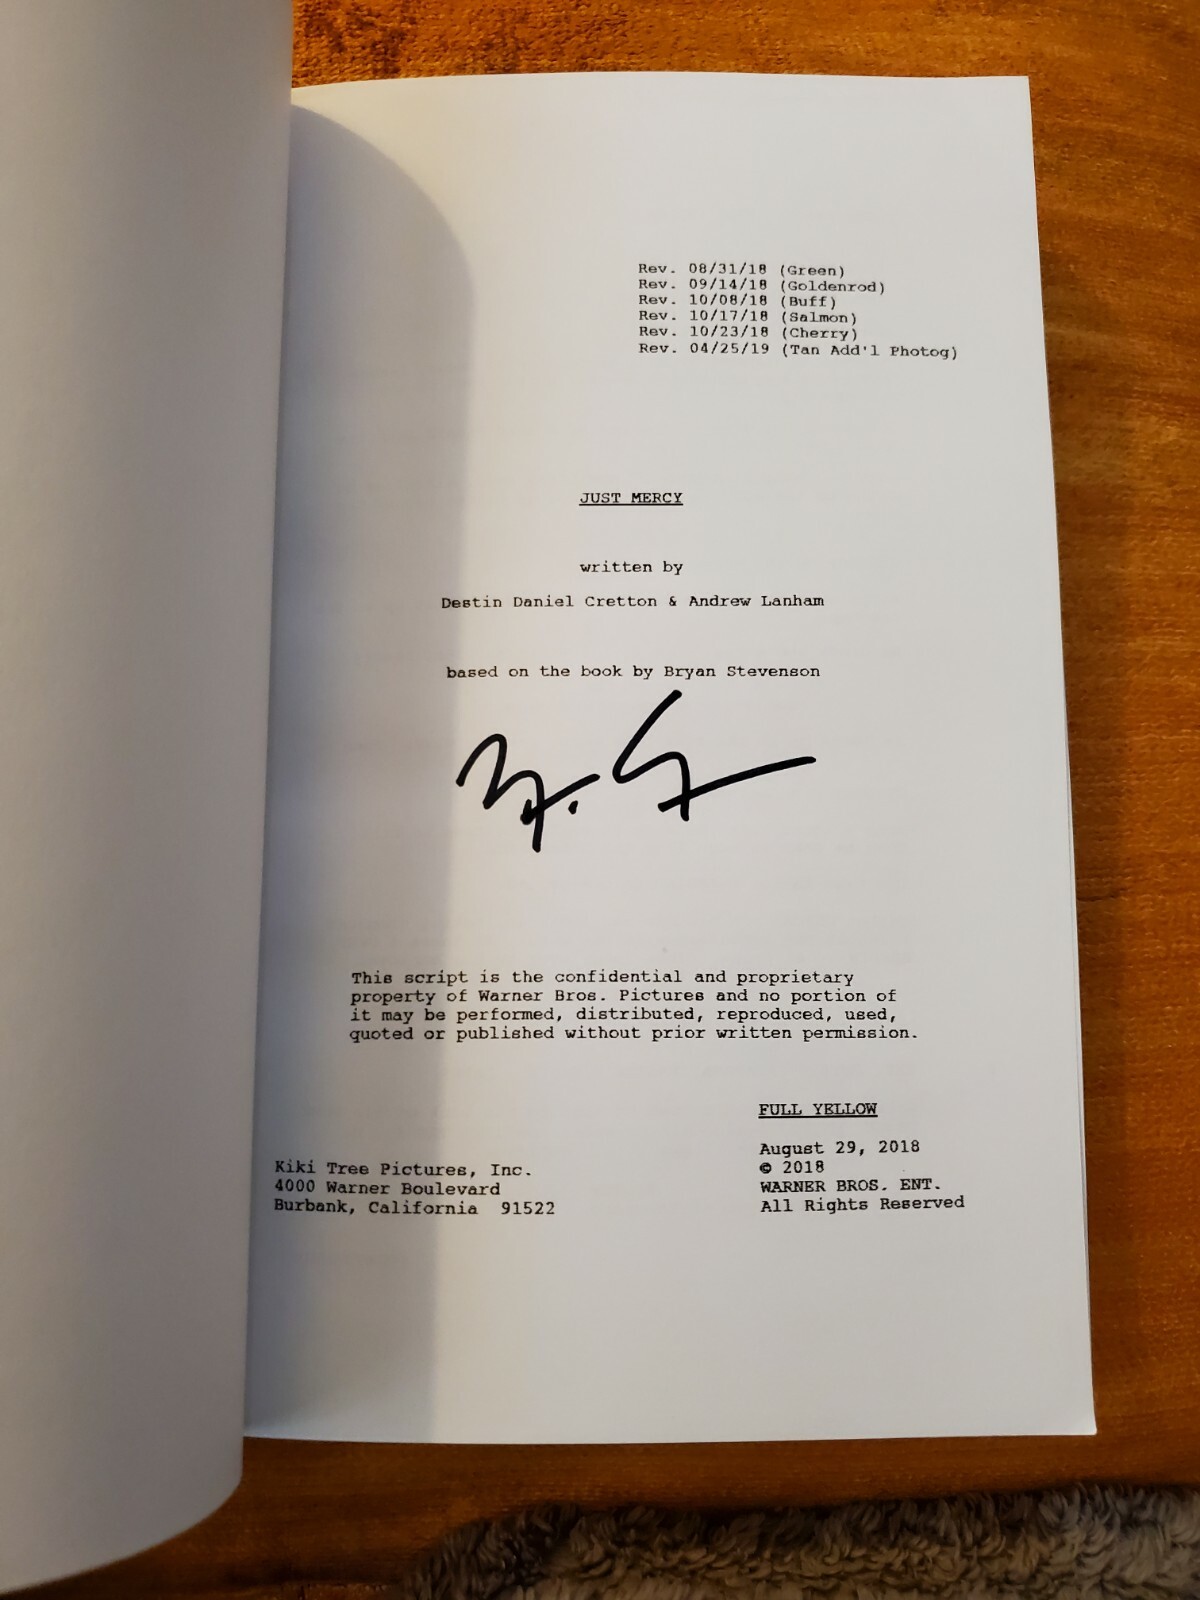 Rev. 08/31/18 (Green)
Rev. 09/14/18 (Goldenrod)
Rev. 10/08/18 (Buff)
Rev. 10/17/18 (Salmon)
Rev. 10/23/18 (Cherry)
Rev. 04/25/19 (Tan Add'l Photog)
JUST MERCY
written by
Destin Daniel Cretton & Andrew Lanham
based on the book by Bryan Stevenson
This script is the confidential and proprietary
property of Warner Bros. Pictures and no portion of
it may be performed, distributed, reproduced, used,
quoted or published without prior written permission.
FULL YELLOW
August 29, 2018
© 2018
WARNER BROS. ENT.
All Rights Reserved
Kiki Tree Pictures, Inc.
4000 Warner Boulevard
Burbank, California 91522